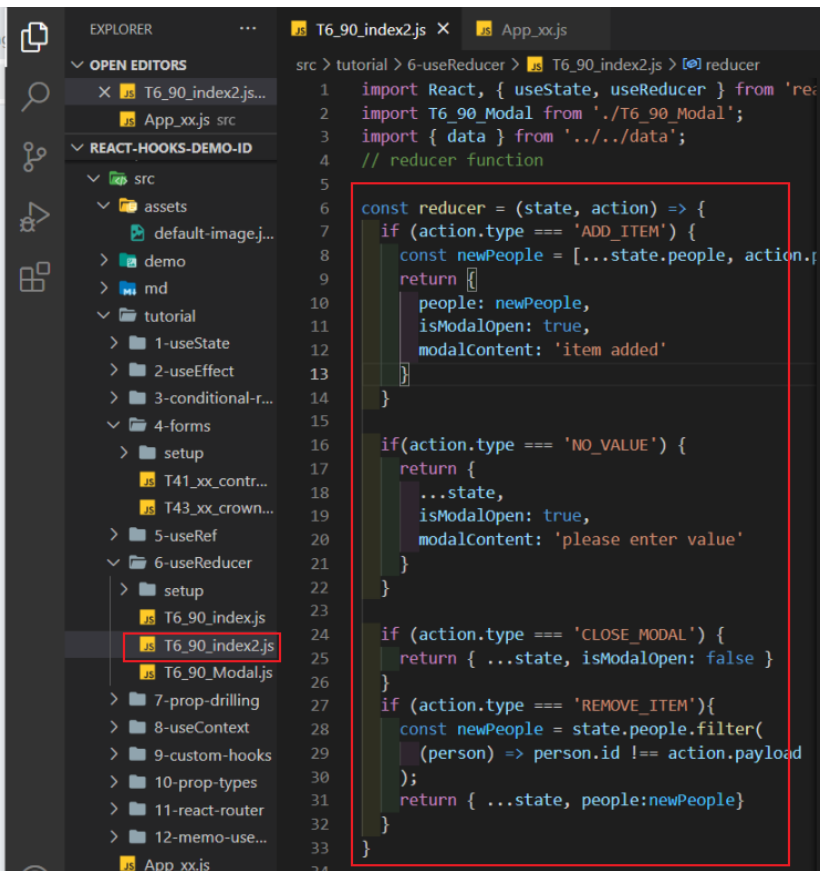 EXPLORER
···
OPEN EDITORS
T6_90_index2.js...
App_xx.js src
REACT-HOOKS-DEMO-ID
src
assets
default-image.j...
demo
md
tutorial
1-useState
2-useEffect
3-conditional-r...
4-forms
setup
T41_xx_contr...
T43_xx_crown...
5-useRef
6-useReducer
setup
T6_90_index.js
T6_90_index2.js
T6_90_Modal.js
7-prop-drilling
8-useContext
9-custom-hooks
10-prop-types
11-react-router
12-memo-use...
App_xx.js
T6_90_index2.js
App_xx.js
src > tutorial > 6-useReducer > T6_90_index2.js > reducer
1 import React, { useState, useReducer } from 'rea
2 import T6_90_Modal from './T6_90_Modal';
3 import { data } from '../../data';
4 // reducer function
5
6 const reducer = (state, action) => {
7 if (action.type === 'ADD_ITEM') {
8 const newPeople = [...state.people, action.p
9 return {
10 people: newPeople,
11 isModalOpen: true,
12 modalContent: 'item added'
13 }
14 }
15
16 if(action.type === 'NO_VALUE') {
17 return {
18 ...state,
19 isModalOpen: true,
20 modalContent: 'please enter value'
21 }
22 }
23
24 if (action.type === 'CLOSE_MODAL') {
25 return { ...state, isModalOpen: false }
26 }
27 if (action.type === 'REMOVE_ITEM'){
28 const newPeople = state.people.filter(
29 (person) => person.id !== action.payload
30 );
31 return { ...state, people:newPeople}
32 }
33 }